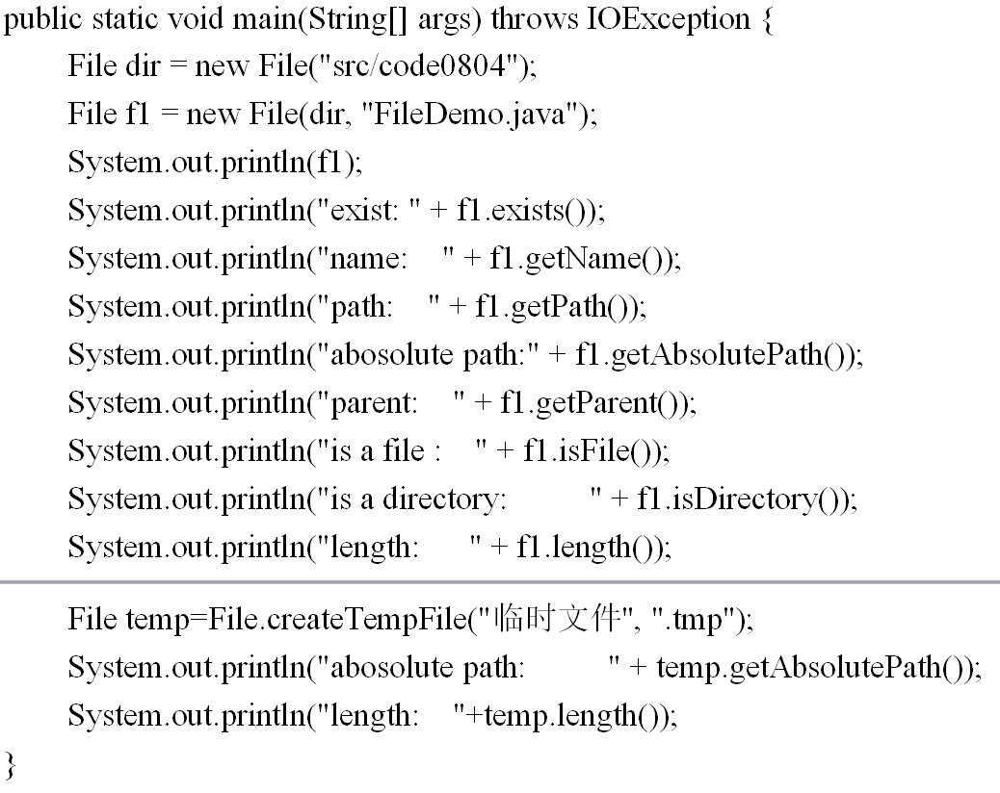 public static void main(String[] args) throws IOException {
File dir = new File("src/code0804");
File f1 = new File(dir, "FileDemo.java");
System.out.println(f1);
System.out.println("exist: " + f1.exists());
System.out.println("name:    " + f1.getName());
System.out.println("path:    " + f1.getPath());
System.out.println("abosolute path:" + f1.getAbsolutePath());
System.out.println("parent:    " + f1.getParent());
System.out.println("is a file :    " + f1.isFile());
System.out.println("is a directory:          " + f1.isDirectory());
System.out.println("length:      " + f1.length());
File temp=File.createTempFile("临时文件", ".tmp");
System.out.println("abosolute path:          " + temp.getAbsolutePath());
System.out.println("length:    "+temp.length());
}